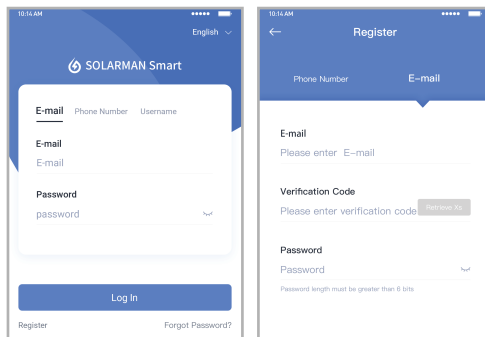 10:14 AM
English
SOLARMAN Smart
E-mail Phone Number Username
E-mail
E-mail
Password
password
Log In
Register Forgot Password?
10:14 AM
Register
Phone Number E-mail
E-mail
Please enter E-mail
Verification Code
Please enter verification code Retrieve Xs
Password
Password
Password length must be greater than 6 bits